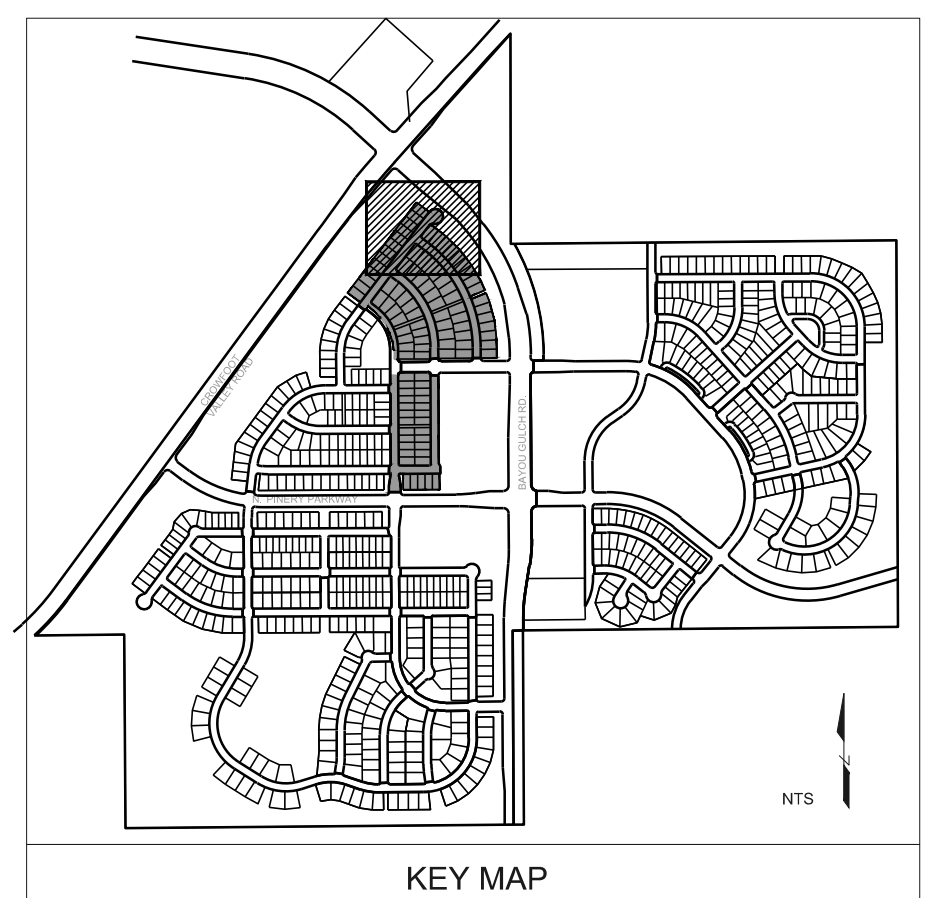 CROWFOOT
VALLEY ROAD
BAYOU GULCH RD.
N. PINERY PARKWAY
N
NTS
KEY MAP